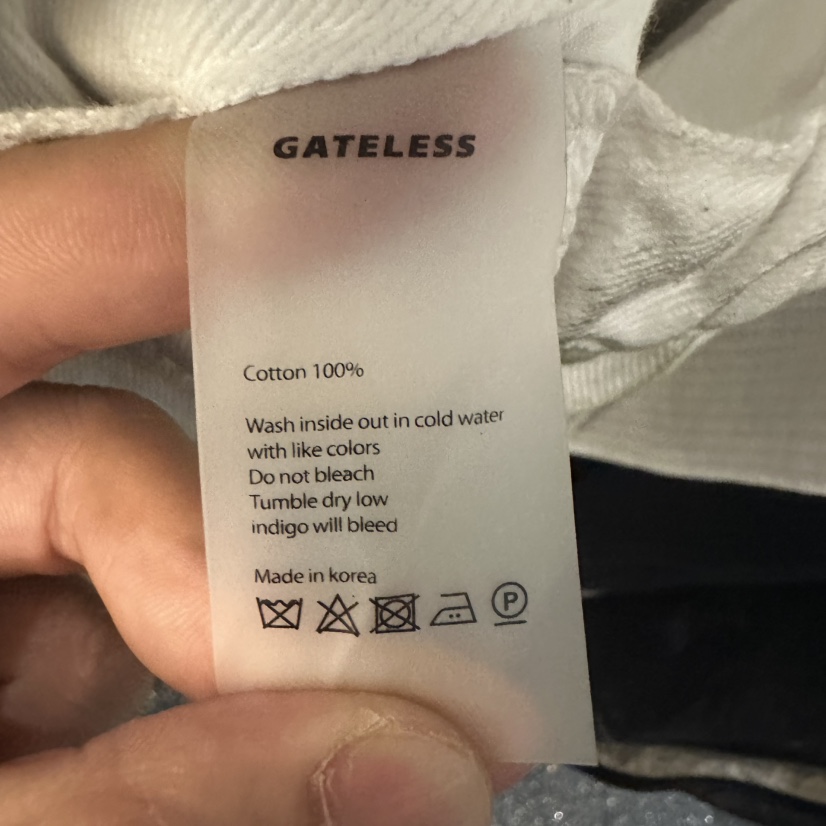 GATELESS
Cotton 100%
Wash inside out in cold water
with like colors
Do not bleach
Tumble dry low
indigo will bleed
Made in korea
P